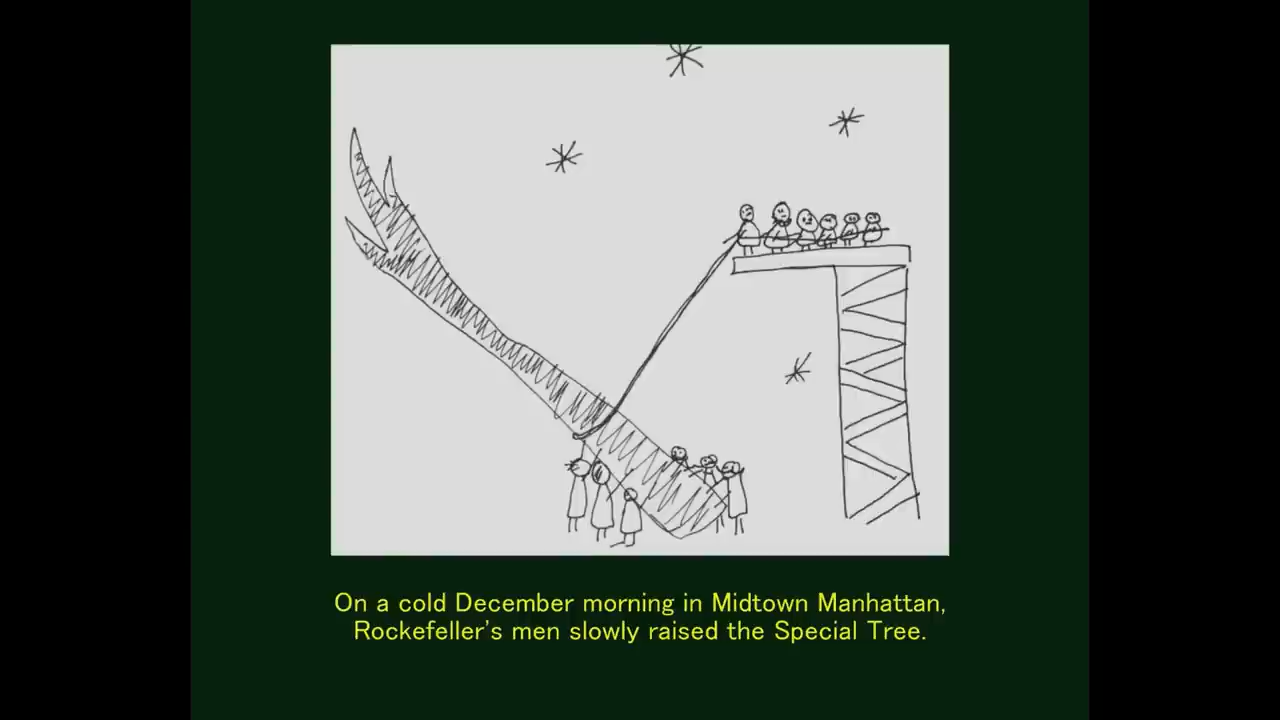 On a cold December morning in Midtown Manhattan,
Rockefeller's men slowly raised the Special Tree.